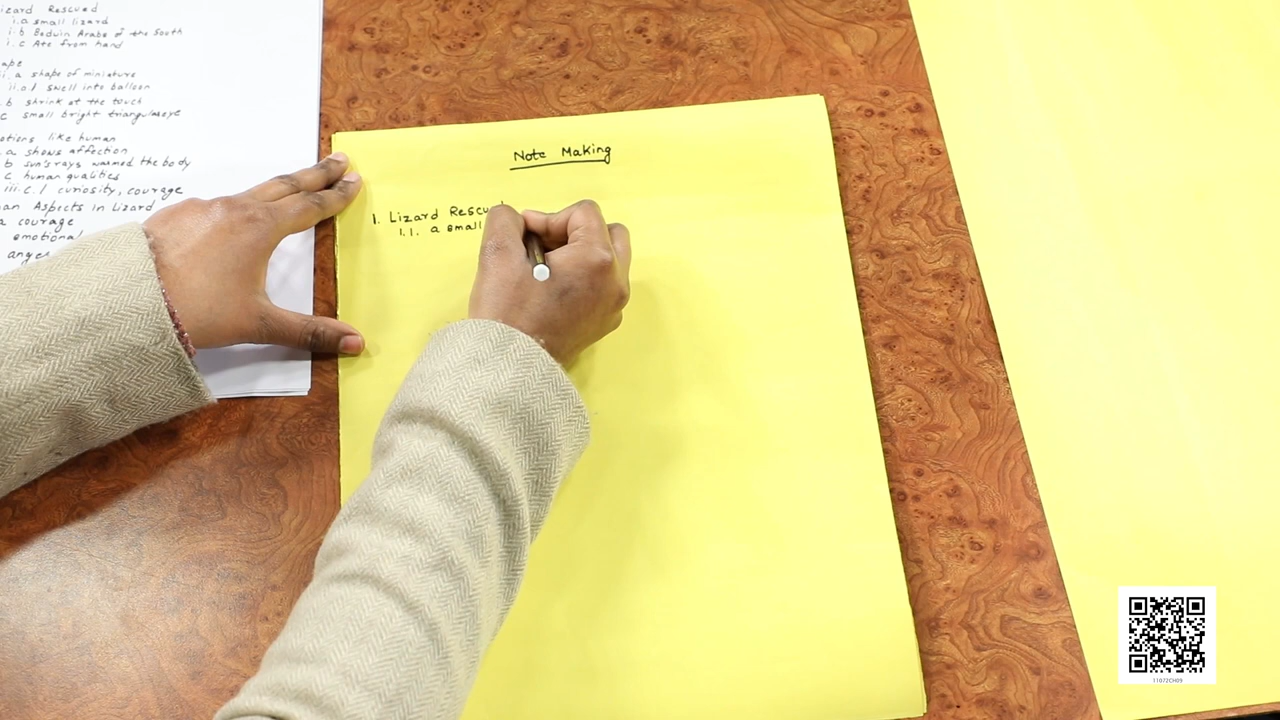 izard Rescued
i.a small lizard
i.b Beduin Arabs of the South
i.c Ate from hand
ape
i.a shape of miniature
ii.a.1 swell into balloon
.b shrink at the touch
c small bright triangular eye
otions like human
.a shows affection
b sun's rays warmed the body
c human qualities
iii.c.1 curiosity, courage
an Aspects in Lizard
a courage
emotional
anger
Note Making
1. Lizard Rescued
1.1. a small
11072CH09